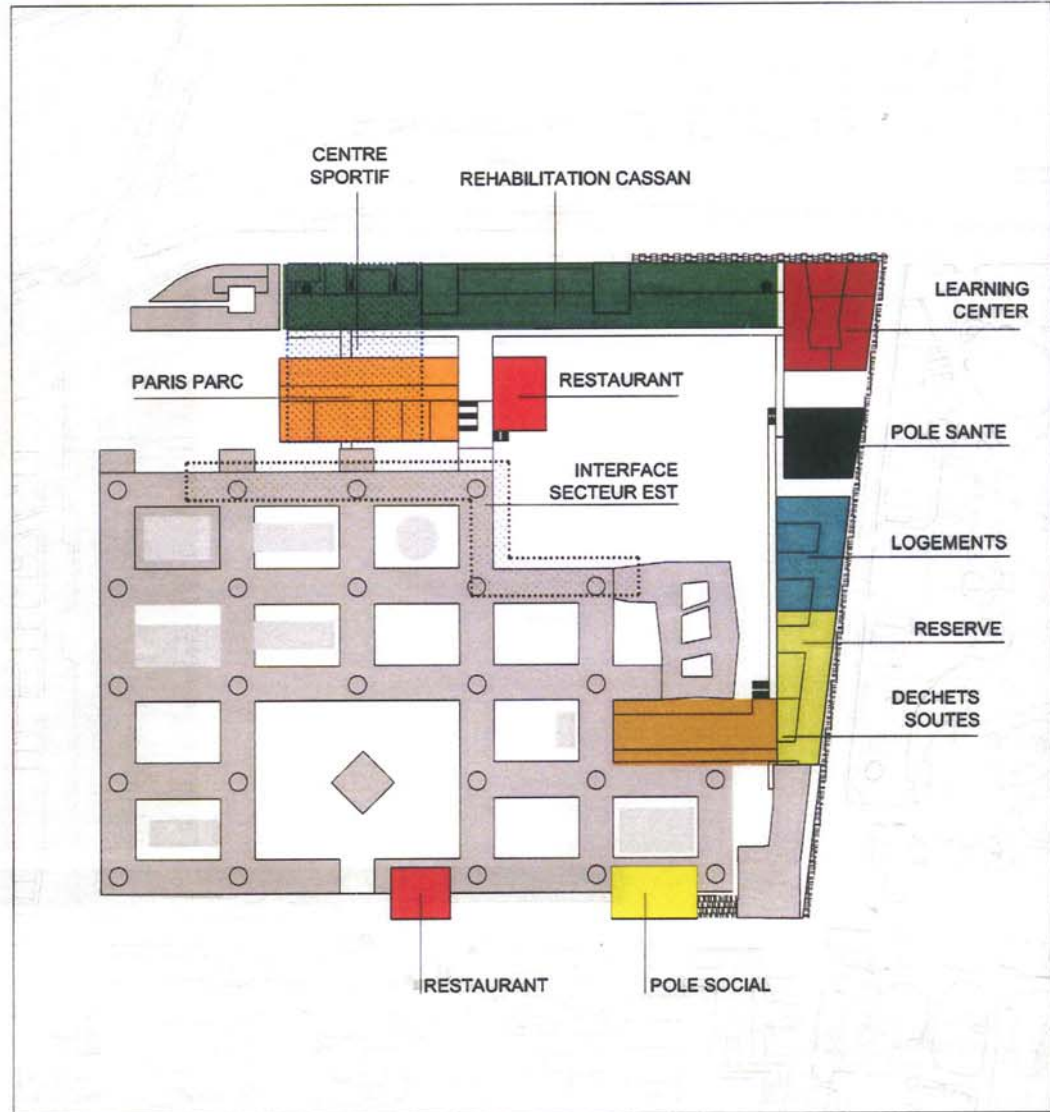 CENTRE
SPORTIF
REHABILITATION CASSAN
LEARNING
CENTER
PARIS PARC
RESTAURANT
POLE SANTE
INTERFACE
SECTEUR EST
LOGEMENTS
RESERVE
DECHETS
SOUTES
RESTAURANT
POLE SOCIAL